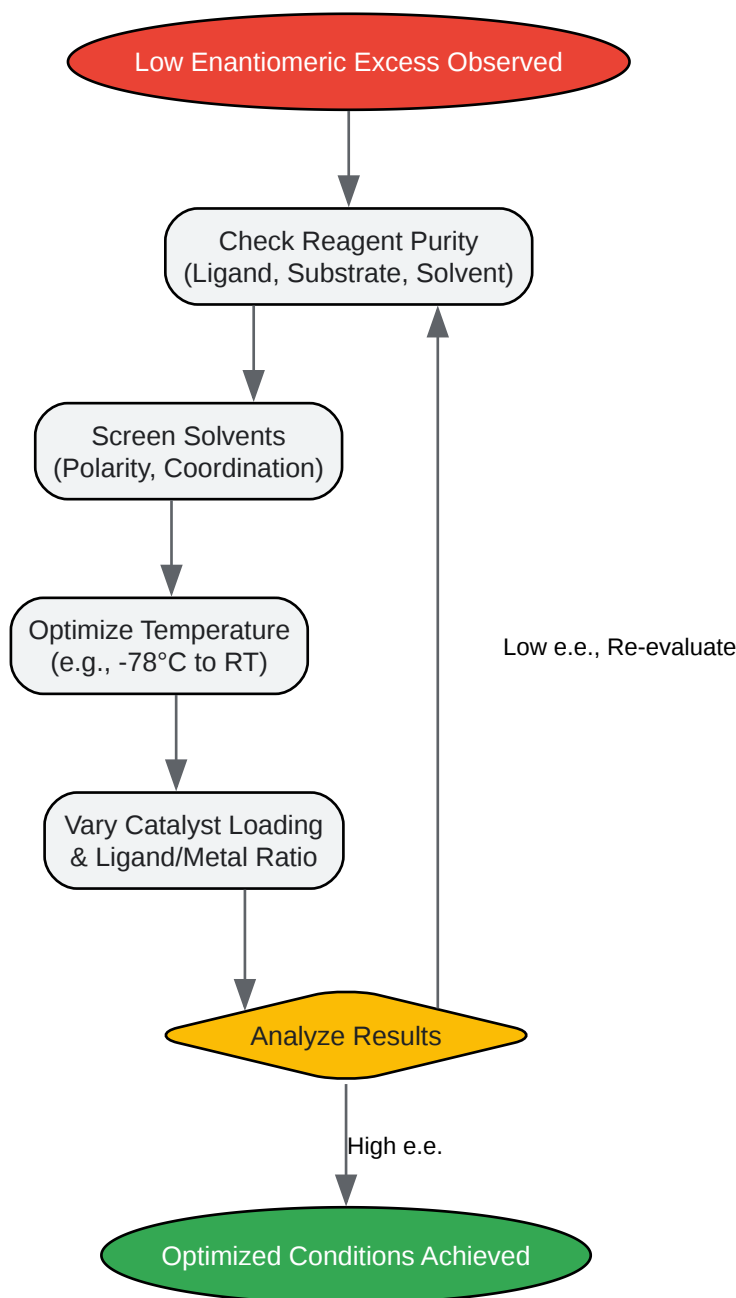 Low Enantiomeric Excess Observed
Check Reagent Purity
(Ligand, Substrate, Solvent)
Screen Solvents
(Polarity, Coordination)
Optimize Temperature
(e.g., -78°C to RT)
Low e.e., Re-evaluate
Vary Catalyst Loading
& Ligand/Metal Ratio
Analyze Results
High e.e.
Optimized Conditions Achieved